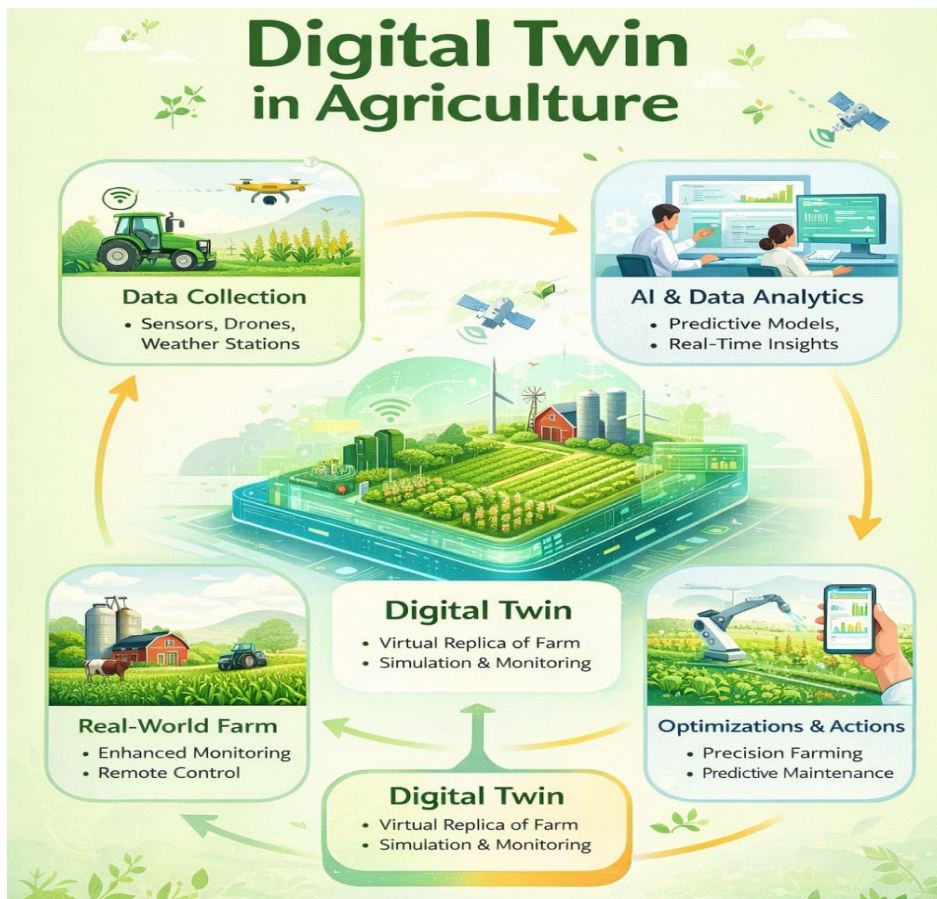 Digital Twin
in Agriculture
Data Collection
• Sensors, Drones,
Weather Stations
AI & Data Analytics
• Predictive Models,
• Real-Time Insights
Digital Twin
• Virtual Replica of Farm
• Simulation & Monitoring
Real-World Farm
• Enhanced Monitoring
• Remote Control
Optimizations & Actions
• Precision Farming
• Predictive Maintenance
Digital Twin
• Virtual Replica of Farm
• Simulation & Monitoring